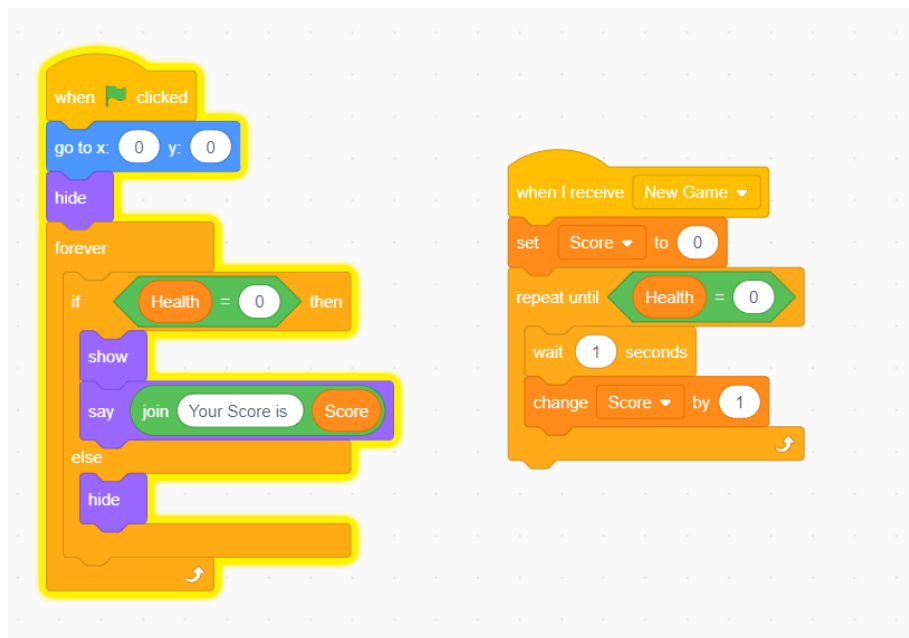 when clicked
go to x: 0 y: 0
hide
forever
if Health = 0 then
show
say join Your Score is Score
else
hide
when I receive New Game
set Score to 0
repeat until Health = 0
wait 1 seconds
change Score by 1